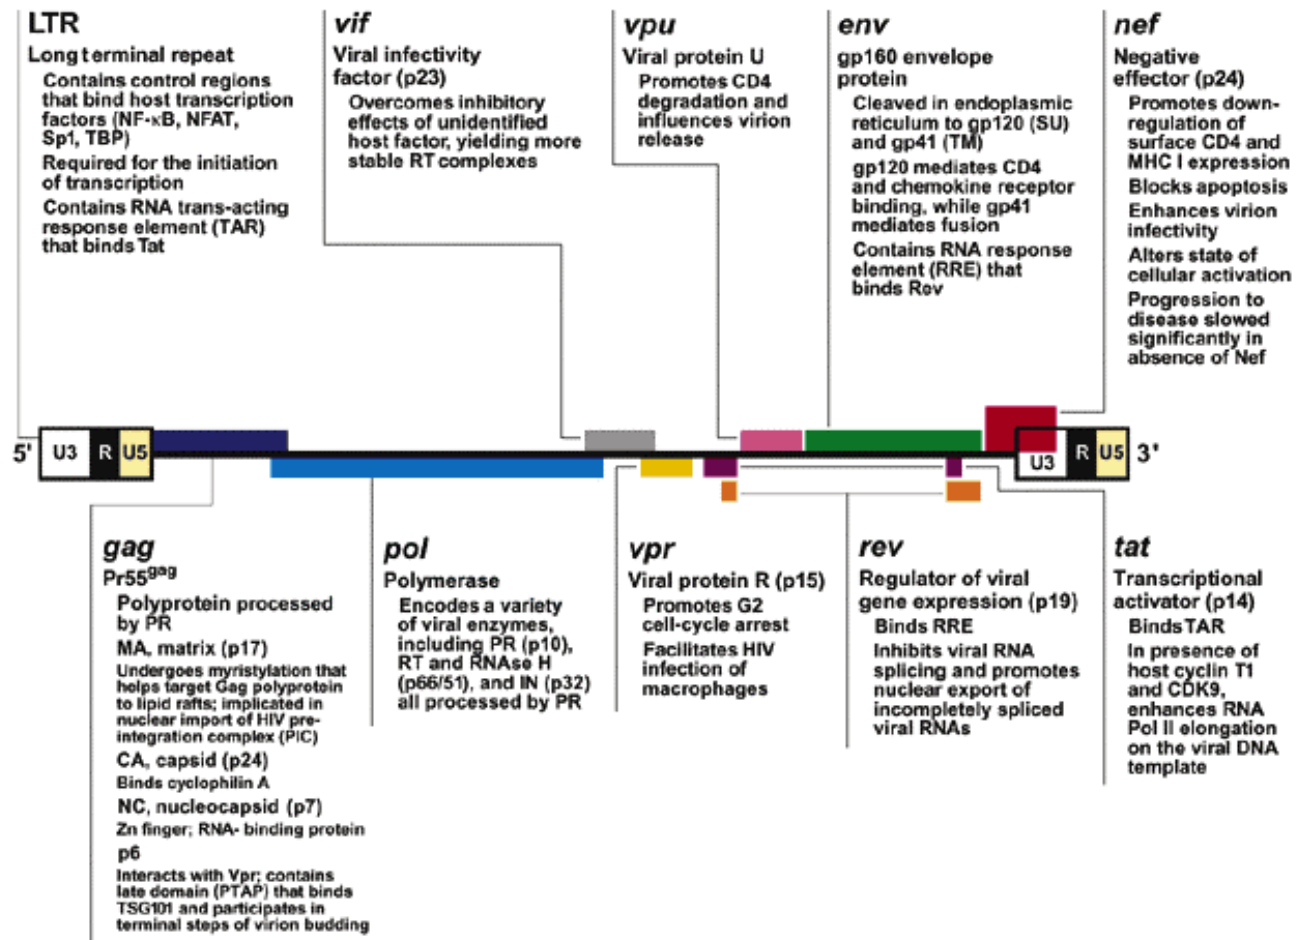 LTR
Long terminal repeat
Contains control regions
that bind host transcription
factors (NF-κB, NFAT,
Sp1, TBP)
Required for the initiation
of transcription
Contains RNA trans-acting
response element (TAR)
that binds Tat
vif
Viral infectivity
factor (p23)
Overcomes inhibitory
effects of unidentified
host factor, yielding more
stable RT complexes
vpu
Viral protein U
Promotes CD4
degradation and
influences virion
release
env
gp160 envelope
protein
Cleaved in endoplasmic
reticulum to gp120 (SU)
and gp41 (TM)
gp120 mediates CD4
and chemokine receptor
binding, while gp41
mediates fusion
Contains RNA response
element (RRE) that
binds Rev
nef
Negative
effector (p24)
Promotes down-
regulation of
surface CD4 and
MHC I expression
Blocks apoptosis
Enhances virion
infectivity
Alters state of
cellular activation
Progression to
disease slowed
significantly in
absence of Nef
5' U3 R U5 U3 R U5 3'
gag
Pr55gag
Polyprotein processed
by PR
MA, matrix (p17)
Undergoes myristylation that
helps target Gag polyprotein
to lipid rafts; implicated in
nuclear import of HIV pre-
integration complex (PIC)
CA, capsid (p24)
Binds cyclophilin A
NC, nucleocapsid (p7)
Zn finger; RNA- binding protein
p6
Interacts with Vpr; contains
late domain (PTAP) that binds
TSG101 and participates in
terminal steps of virion budding
pol
Polymerase
Encodes a variety
of viral enzymes,
including PR (p10),
RT and RNAse H
(p66/51), and IN (p32)
all processed by PR
vpr
Viral protein R (p15)
Promotes G2
cell-cycle arrest
Facilitates HIV
infection of
macrophages
rev
Regulator of viral
gene expression (p19)
Binds RRE
Inhibits viral RNA
splicing and promotes
nuclear export of
incompletely spliced
viral RNAs
tat
Transcriptional
activator (p14)
Binds TAR
In presence of
host cyclin T1
and CDK9,
enhances RNA
Pol II elongation
on the viral DNA
template